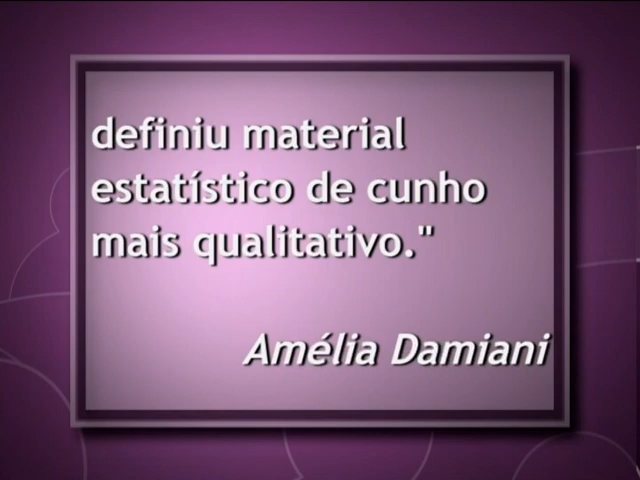 definiu material
estatístico de cunho
mais qualitativo."
Amélia Damiani